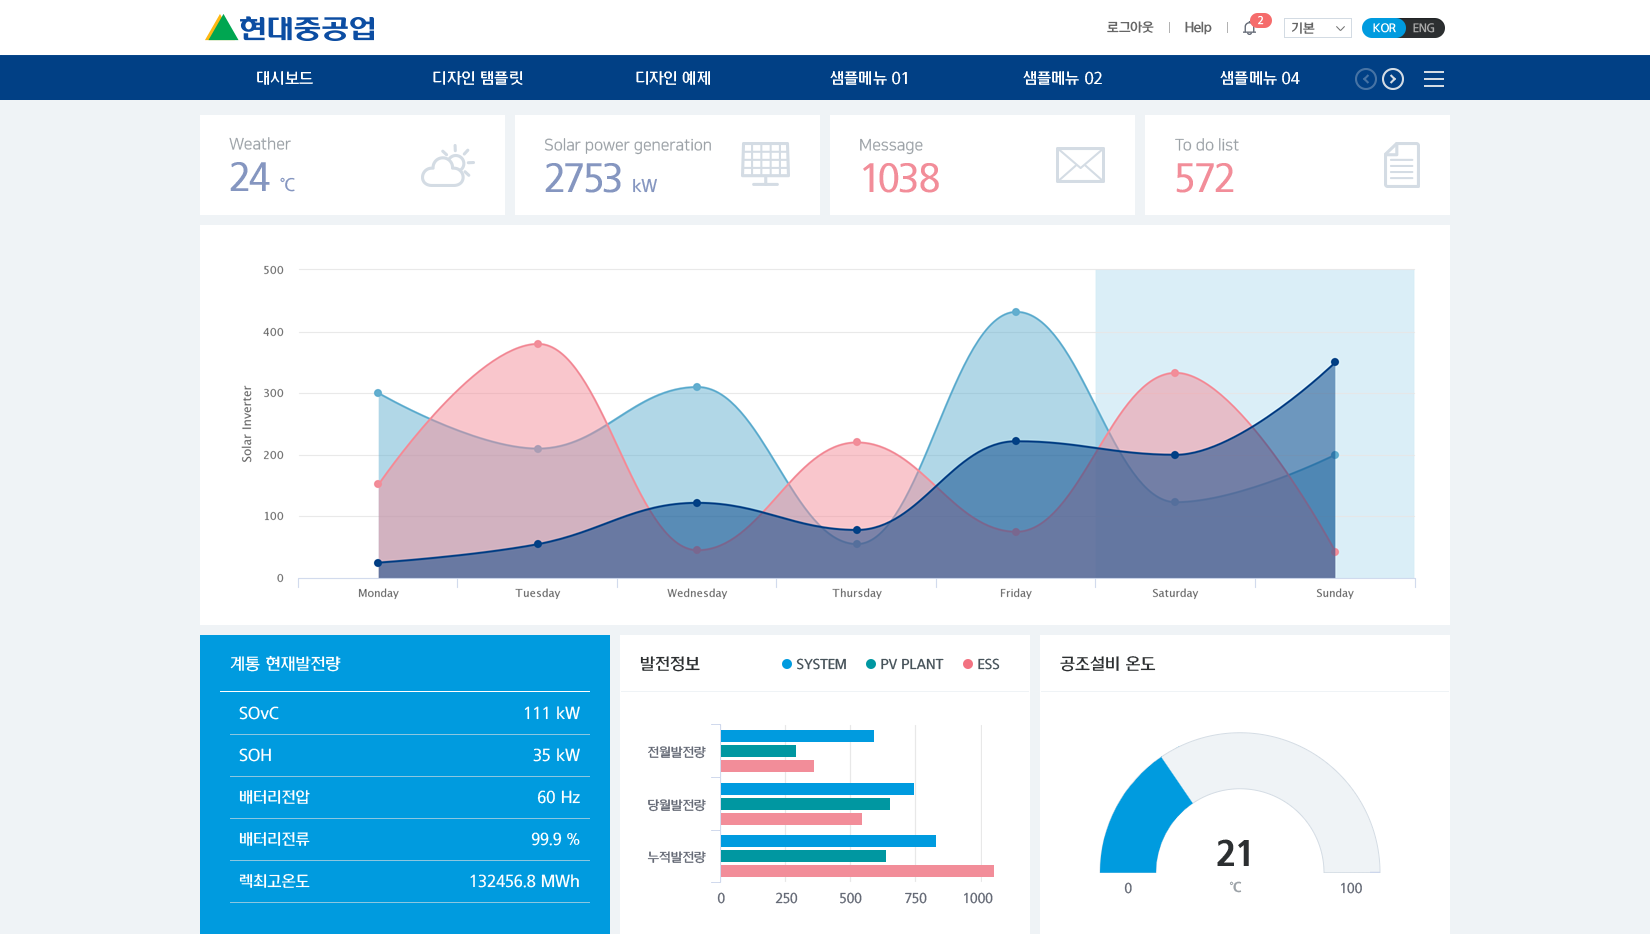 현대중공업
로그아웃 Help 2 기본 KOR ENG
대시보드 디자인 템플릿 디자인 예제 샘플메뉴 01 샘플메뉴 02 샘플메뉴 04
Weather
24 ℃
Solar power generation
2753 kW
Message
1038
To do list
572
Solar Inverter
500
400
300
200
100
0
Monday Tuesday Wednesday Thursday Friday Saturday Sunday
계통 현재발전량
SOvC 111 kW
SOH 35 kW
배터리전압 60 Hz
배터리전류 99.9 %
렉최고온도 132456.8 MWh
발전정보 SYSTEM PV PLANT ESS
전월발전량
당월발전량
누적발전량
0 250 500 750 1000
공조설비 온도
21
℃
0 100